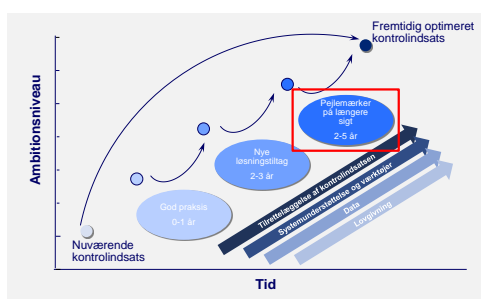 Fremtidig optimeret
kontrolindsats
Ambitionsniveau
Pejlemærker
på længere
sigt
2-5 år
Nye
løsningstiltag
2-3 år
God praksis
0-1 år
Tilrettelæggelse af kontrolindsatsen
Systemunderstøttelse og værktøjer
Data
Lovgivning
Nuværende
kontrolindsats
Tid